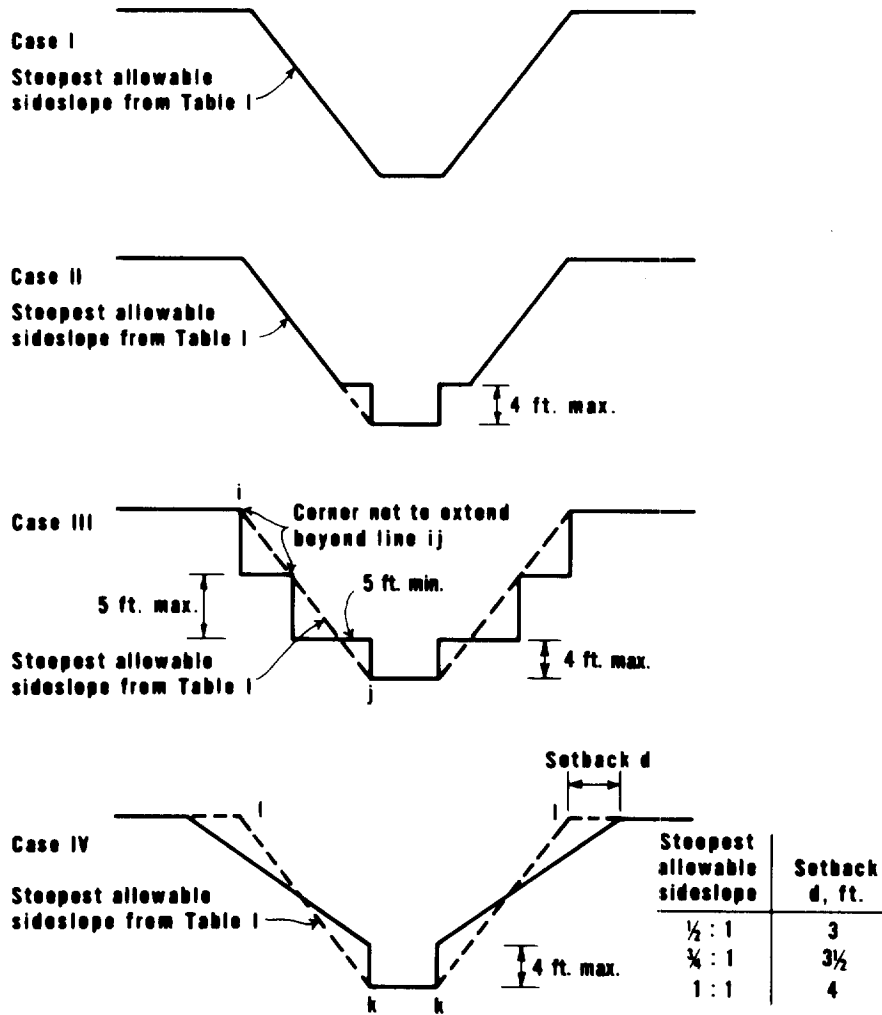 Case I
Steepest allowable
sideslope from Table I
Case II
Steepest allowable
sideslope from Table I
4 ft. max.
Case III
i
Corner not to extend
beyond line ij
5 ft. max.
5 ft. min.
Steepest allowable
sideslope from Table I
4 ft. max.
j
Setback d
Case IV
l
l
Steepest allowable
sideslope from Table I
4 ft. max.
k
k
Steepest
allowable
sideslope
Setback
d, ft.
½ : 1
3
¾ : 1
3½
1 : 1
4